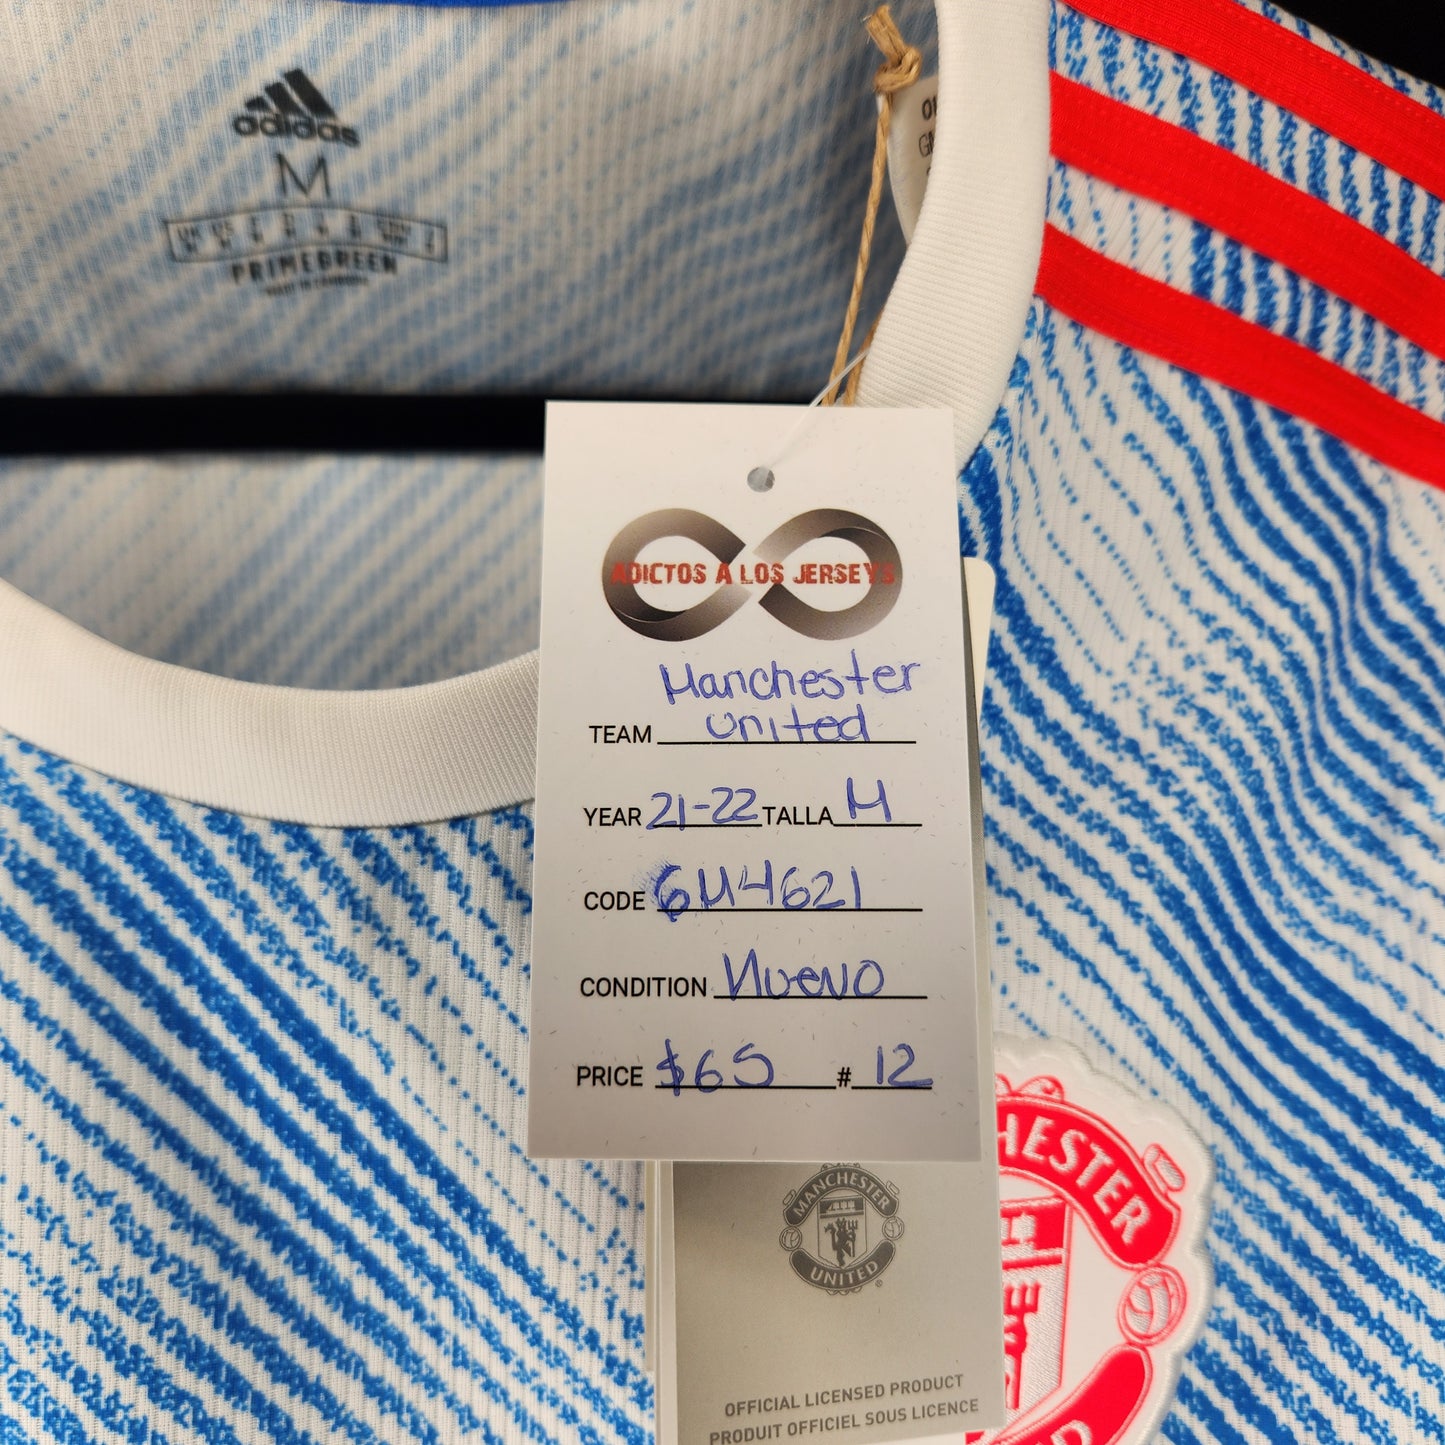 adidas
M
PRIMEGREEN
ADICTOS A LOS JERSEYS
Manchester
TEAM United
YEAR 21-22 TALLA M
CODE GM4621
CONDITION Nuevo
PRICE $65 # 12
MANCHESTER
UNITED
OFFICIAL LICENSED PRODUCT
PRODUIT OFFICIEL SOUS LICENCE